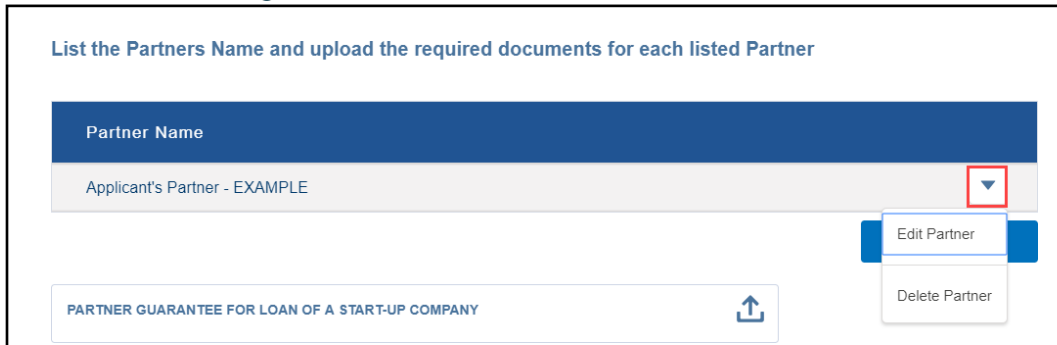 List the Partners Name and upload the required documents for each listed Partner
Partner Name
Applicant's Partner - EXAMPLE
Edit Partner
Delete Partner
PARTNER GUARANTEE FOR LOAN OF A START-UP COMPANY